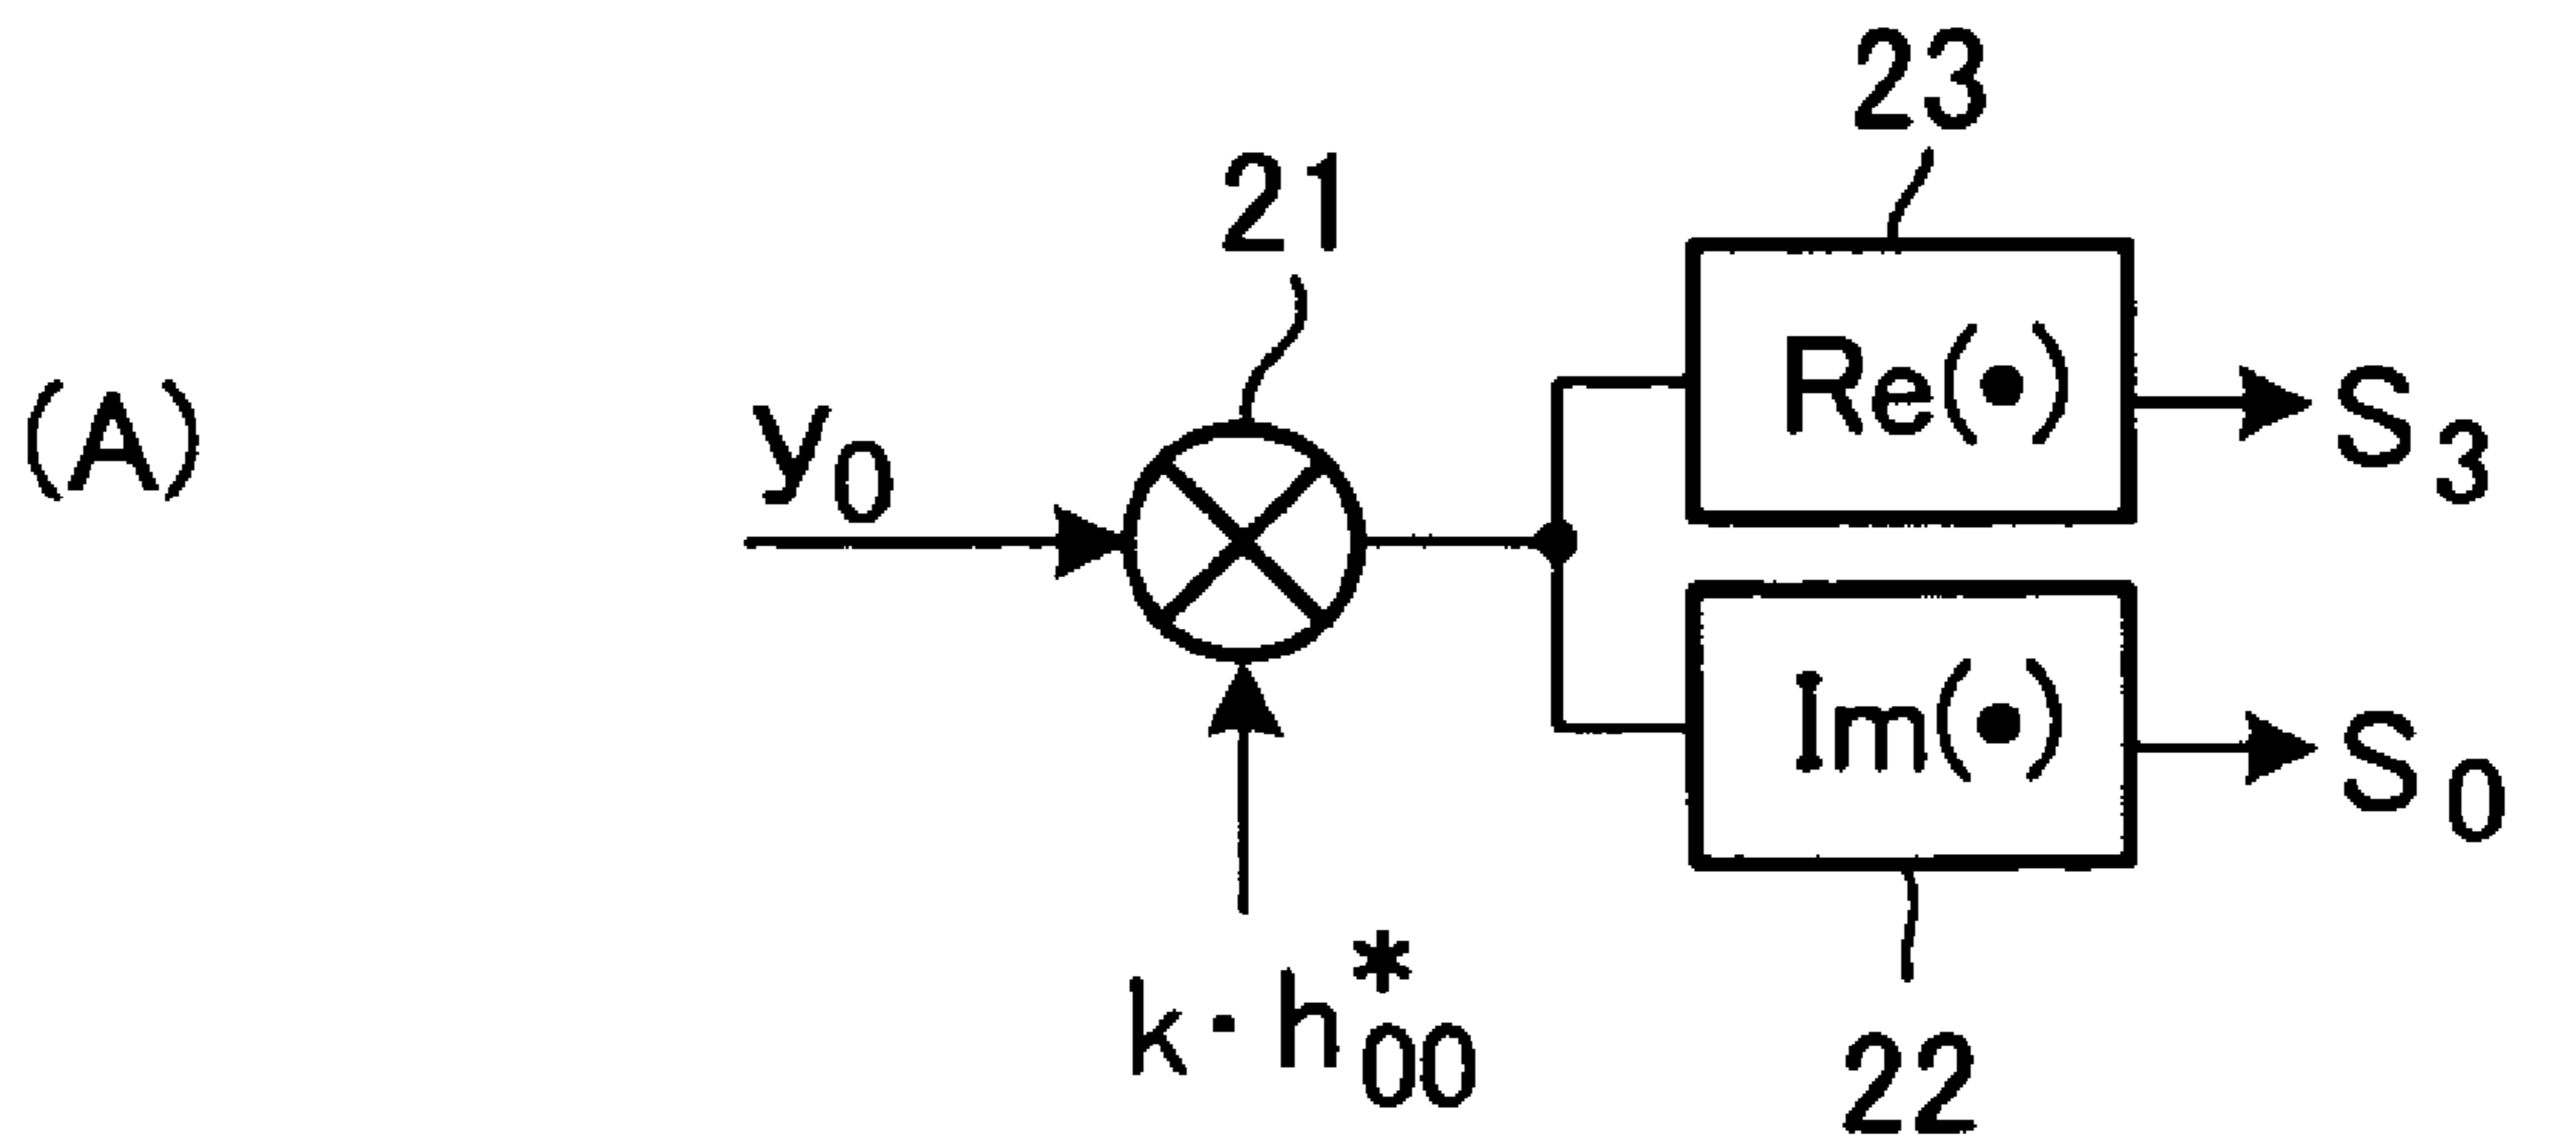 23
21
(A)
y₀
Re(•)
S₃
Im(•)
S₀
k · h*₀₀
22